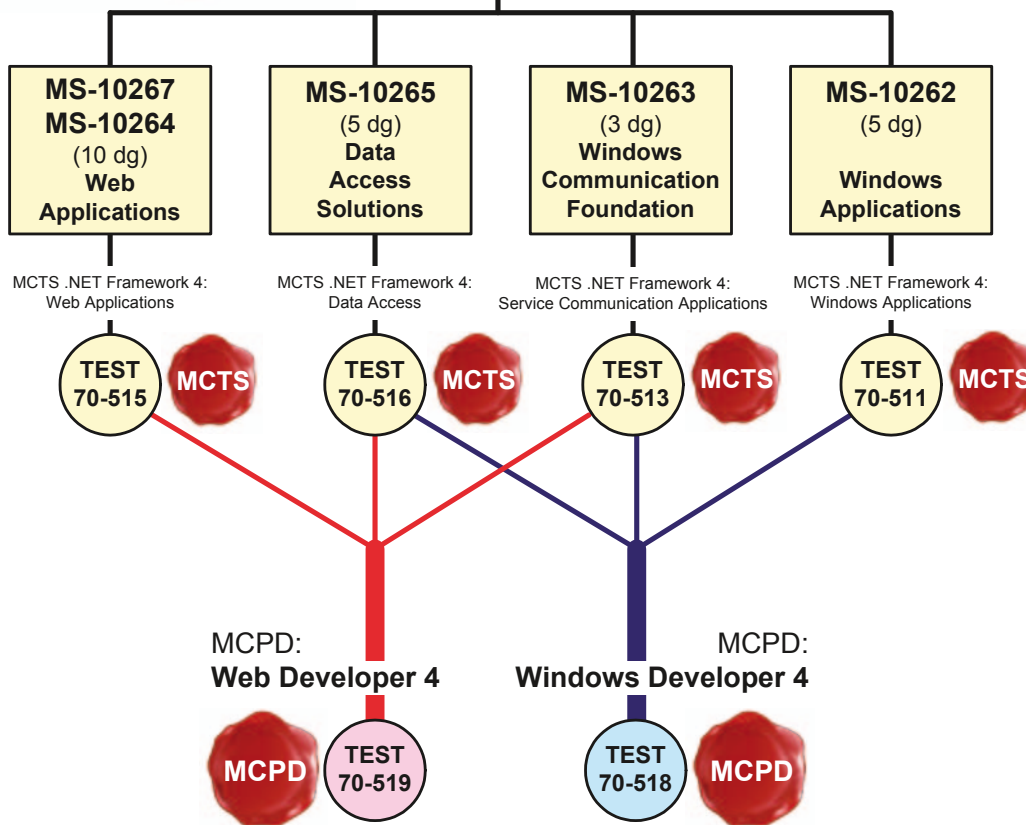 MS-10267
MS-10264
(10 dg)
Web
Applications
MS-10265
(5 dg)
Data
Access
Solutions
MS-10263
(3 dg)
Windows
Communication
Foundation
MS-10262
(5 dg)
Windows
Applications
MCTS .NET Framework 4:
Web Applications
MCTS .NET Framework 4:
Data Access
MCTS .NET Framework 4:
Service Communication Applications
MCTS .NET Framework 4:
Windows Applications
TEST
70-515
MCTS
TEST
70-516
MCTS
TEST
70-513
MCTS
TEST
70-511
MCTS
MCPD:
Web Developer 4
MCPD:
Windows Developer 4
MCPD
TEST
70-519
TEST
70-518
MCPD